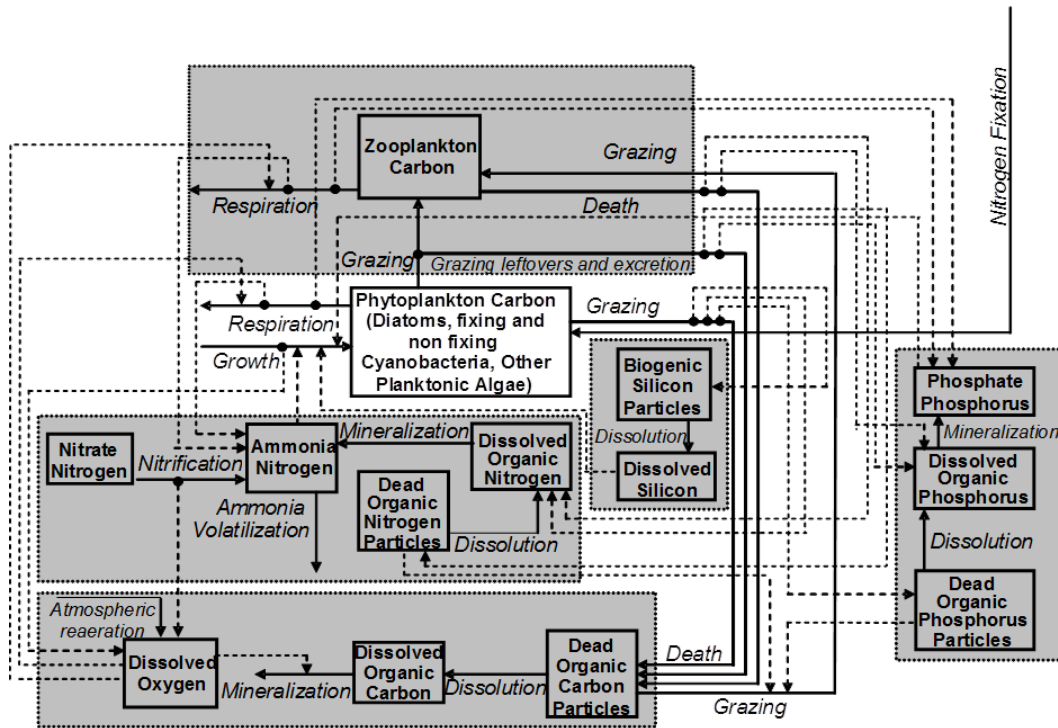 Nitrogen Fixation
Zooplankton
Carbon
Grazing
Respiration
Death
Grazing
Grazing leftovers and excretion
Phytoplankton Carbon
(Diatoms, fixing and
non fixing
Cyanobacteria, Other
Planktonic Algae)
Grazing
Respiration
Growth
Biogenic
Silicon
Particles
Dissolution
Dissolved Silicon
Phosphate
Phosphorus
Mineralization
Dissolved
Organic
Phosphorus
Dissolution
Dead
Organic
Phosphorus
Particles
Nitrate
Nitrogen
Nitrification
Ammonia
Nitrogen
Mineralization
Dissolved
Organic
Nitrogen
Ammonia
Volatilization
Dead
Organic
Nitrogen
Particles
Dissolution
Atmospheric
reaeration
Dissolved
Oxygen
Mineralization
Dissolved
Organic
Carbon
Dissolution
Dead
Organic
Carbon
Particles
Death
Grazing